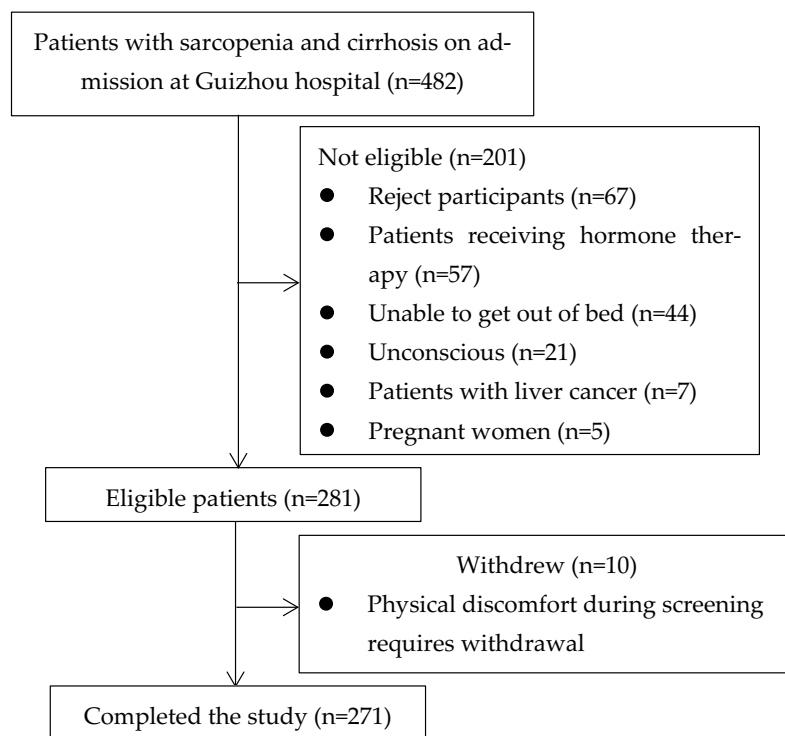 Patients with sarcopenia and cirrhosis on ad-
mission at Guizhou hospital (n=482)
Not eligible (n=201)
● Reject participants (n=67)
● Patients receiving hormone ther-
apy (n=57)
● Unable to get out of bed (n=44)
● Unconscious (n=21)
● Patients with liver cancer (n=7)
● Pregnant women (n=5)
Eligible patients (n=281)
Withdrew (n=10)
● Physical discomfort during screening
requires withdrawal
Completed the study (n=271)